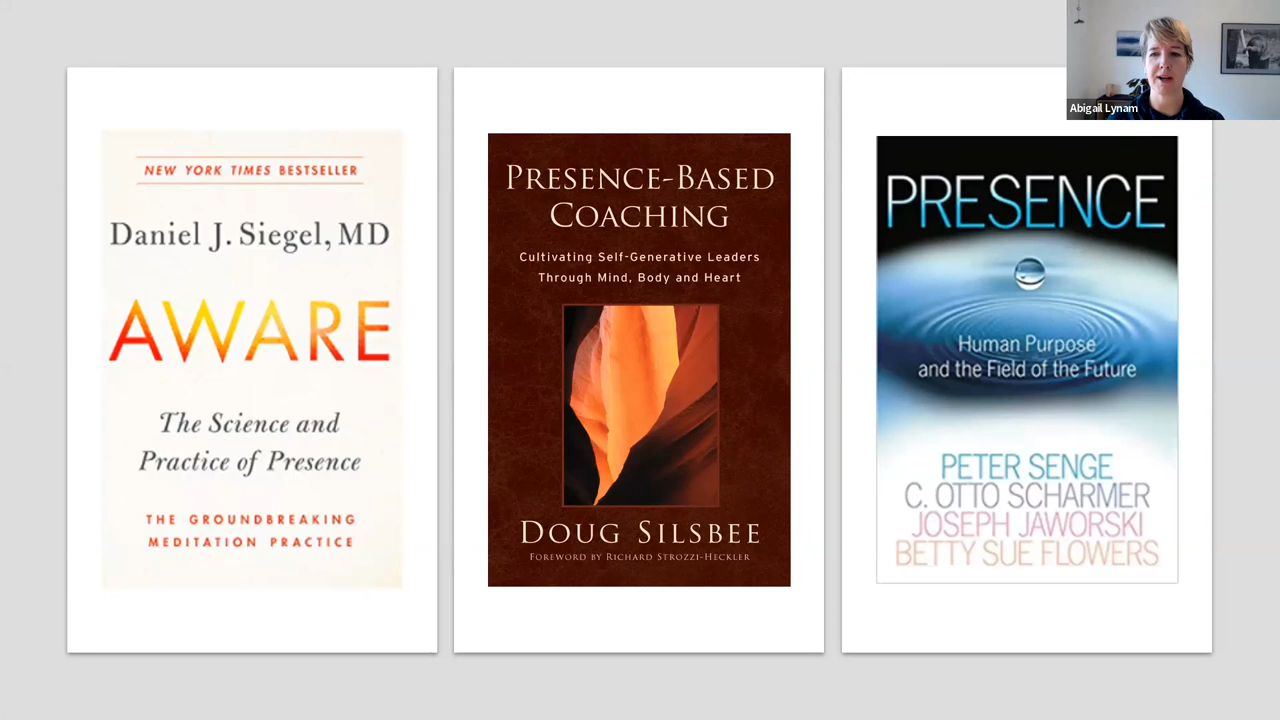 NEW YORK TIMES BESTSELLER
Daniel J. Siegel, MD
AWARE
The Science and
Practice of Presence
THE GROUNDBREAKING
MEDITATION PRACTICE
PRESENCE-BASED
COACHING
Cultivating Self-Generative Leaders
Through Mind, Body and Heart
DOUG SILSBEE
FOREWORD BY RICHARD STROZZI-HECKLER
PRESENCE
Human Purpose
and the Field of the Future
PETER SENGE
C. OTTO SCHARMER
JOSEPH JAWORSKI
BETTY SUE FLOWERS
Abigail Lynam